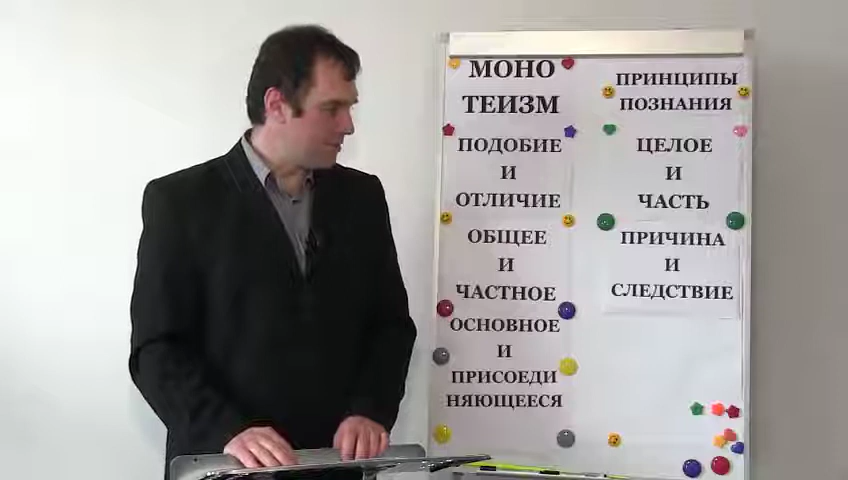 МОНО
ТЕИЗМ
ПОДОБИЕ
И
ОТЛИЧИЕ
ОБЩЕЕ
И
ЧАСТНОЕ
ОСНОВНОЕ
И
ПРИСОЕДИ
НЯЮЩЕЕСЯ
ПРИНЦИПЫ
ПОЗНАНИЯ
ЦЕЛОЕ
И
ЧАСТЬ
ПРИЧИНА
И
СЛЕДСТВИЕ